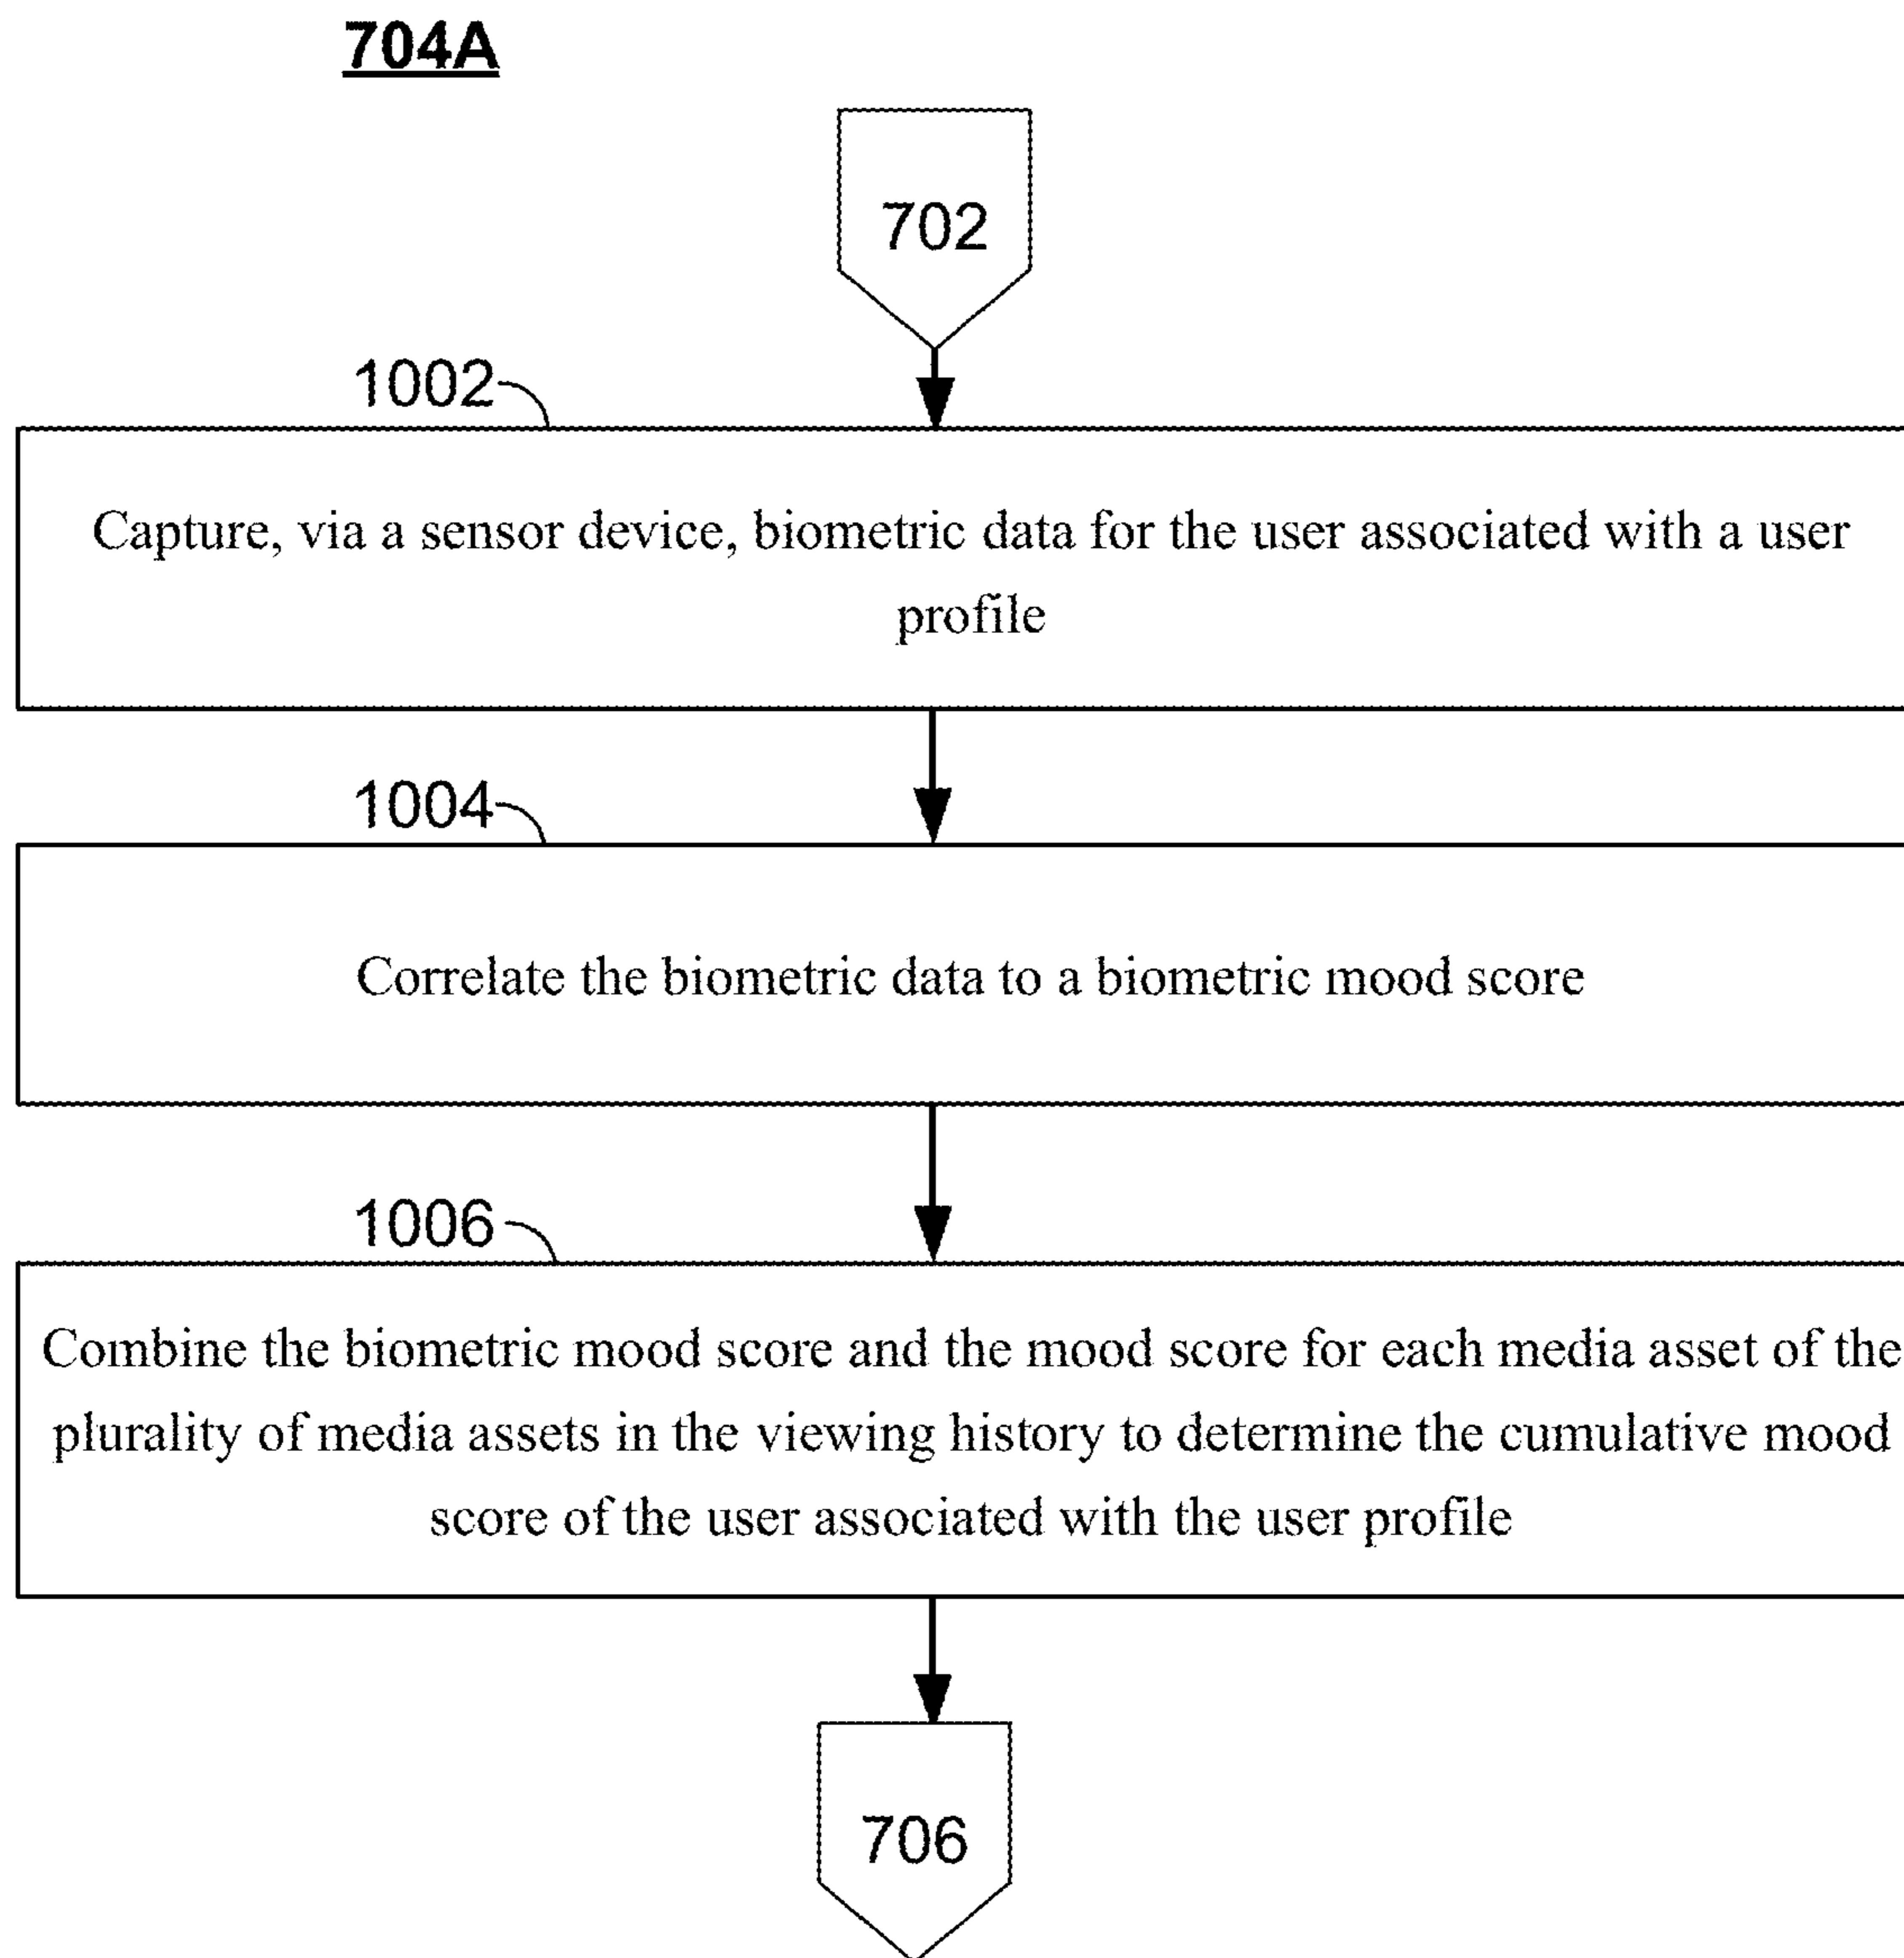 704A
702
1002
Capture, via a sensor device, biometric data for the user associated with a user
profile
1004
Correlate the biometric data to a biometric mood score
1006
Combine the biometric mood score and the mood score for each media asset of the
plurality of media assets in the viewing history to determine the cumulative mood
score of the user associated with the user profile
706